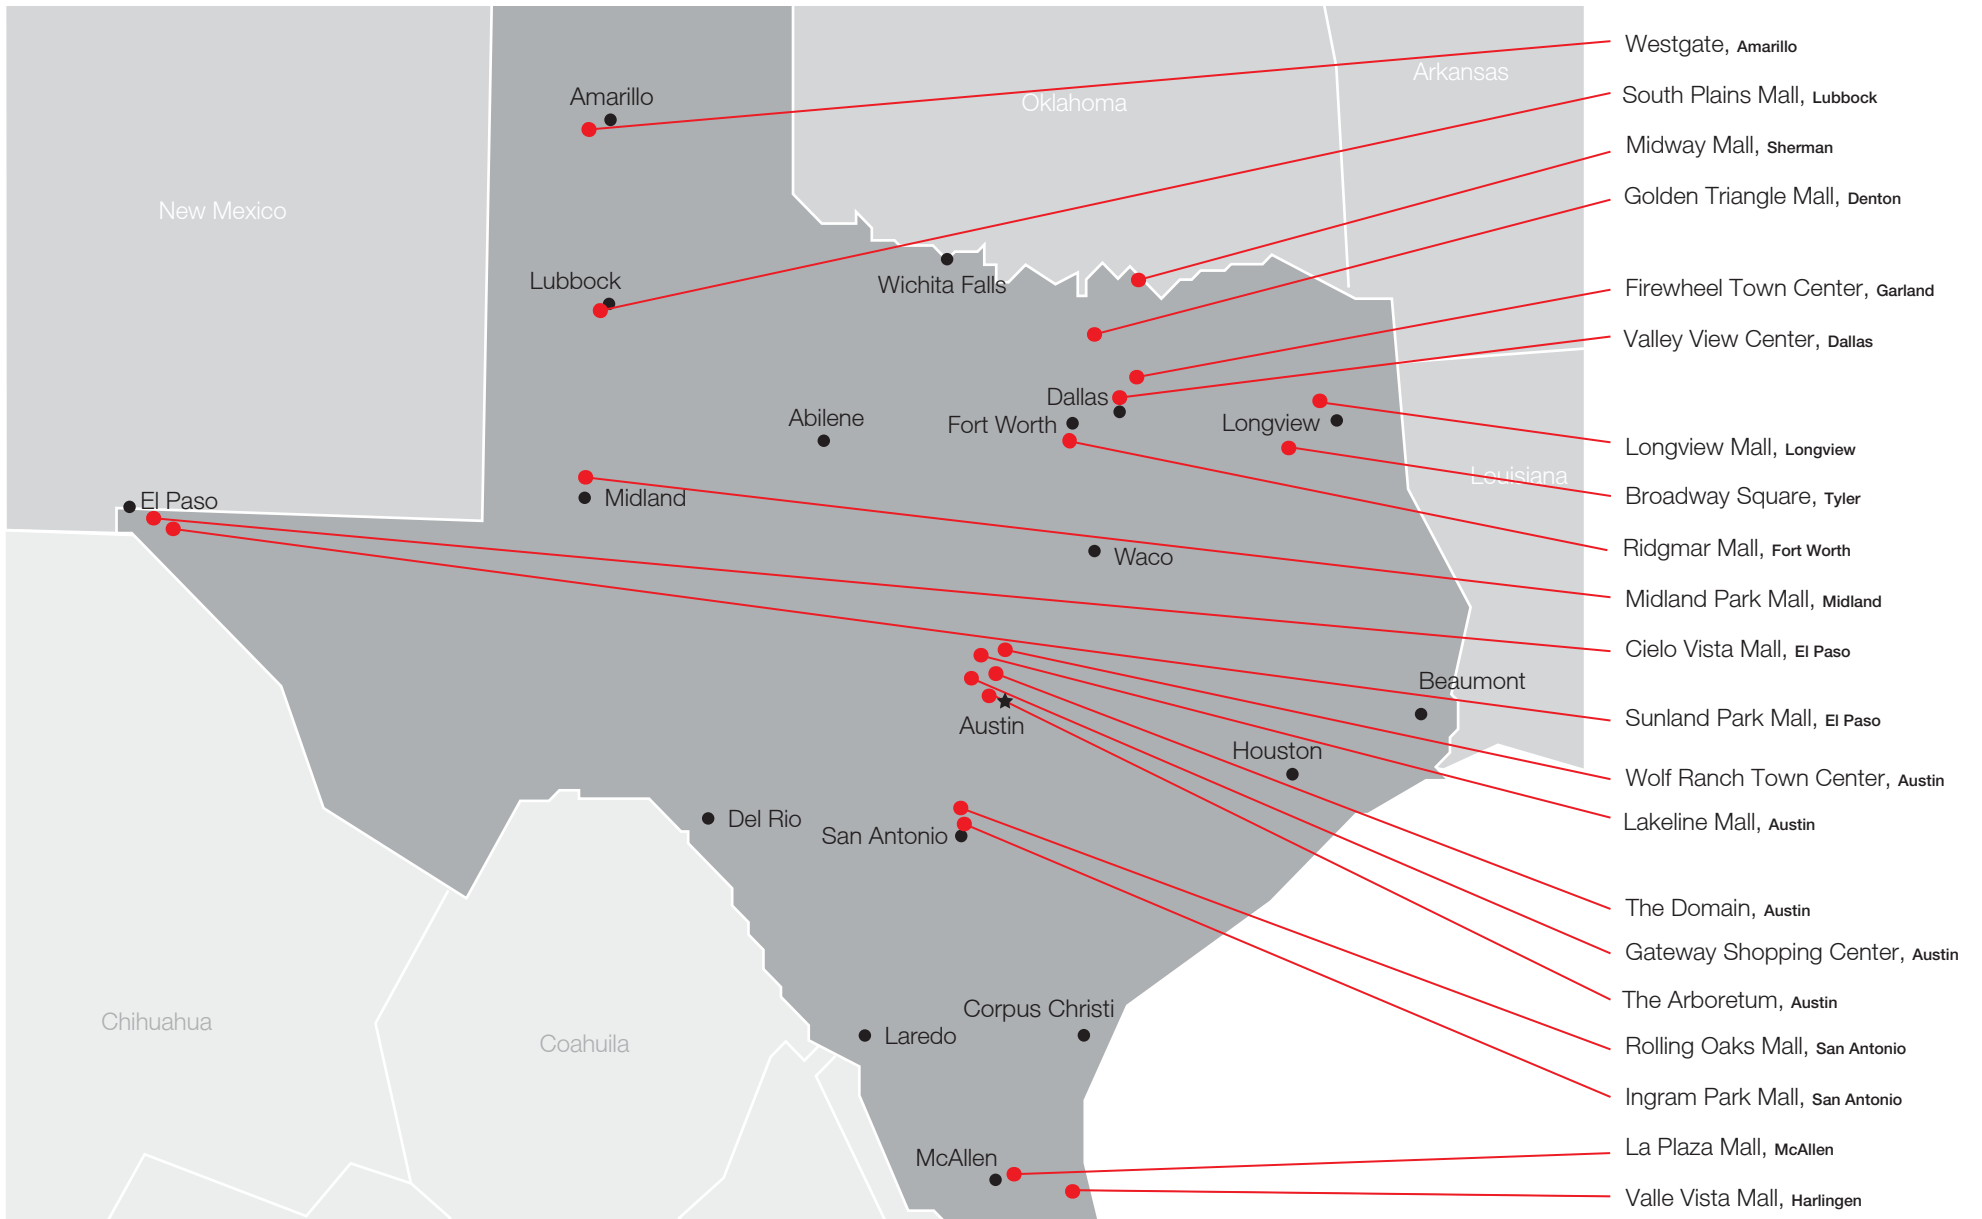 Westgate, Amarillo
Arkansas
South Plains Mall, Lubbock
Oklahoma
Amarillo
Midway Mall, Sherman
Golden Triangle Mall, Denton
New Mexico
Lubbock
Wichita Falls
Firewheel Town Center, Garland
Valley View Center, Dallas
Dallas
Abilene
Fort Worth
Longview
Longview Mall, Longview
Louisiana
El Paso
Midland
Broadway Square, Tyler
Waco
Ridgmar Mall, Fort Worth
Midland Park Mall, Midland
Cielo Vista Mall, El Paso
Beaumont
Sunland Park Mall, El Paso
Austin
Houston
Wolf Ranch Town Center, Austin
Del Rio
San Antonio
Lakeline Mall, Austin
The Domain, Austin
Gateway Shopping Center, Austin
The Arboretum, Austin
Corpus Christi
Chihuahua
Laredo
Coahuila
Rolling Oaks Mall, San Antonio
Ingram Park Mall, San Antonio
La Plaza Mall, McAllen
McAllen
Valle Vista Mall, Harlingen